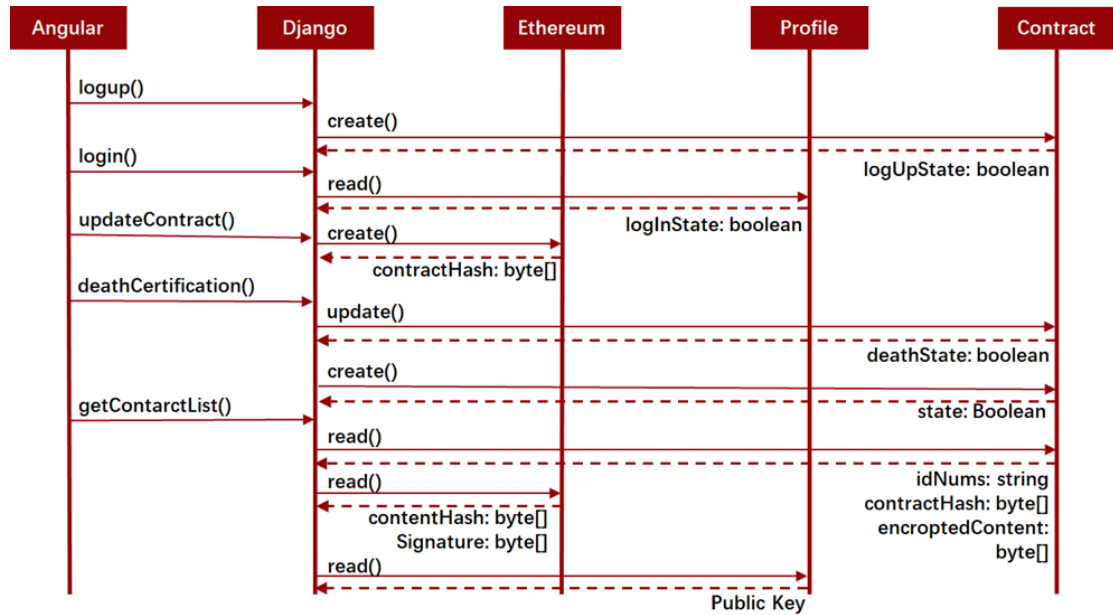 Angular Django Ethereum Profile Contract
logup()
create()
login()
logUpState: boolean
read()
updateContract()
logInState: boolean
create()
contractHash: byte[]
deathCertification()
update()
deathState: boolean
create()
getContarctList()
state: Boolean
read()
idNums: string
read()
contractHash: byte[]
contentHash: byte[]
encroptedContent:
Signature: byte[]
byte[]
read()
Public Key